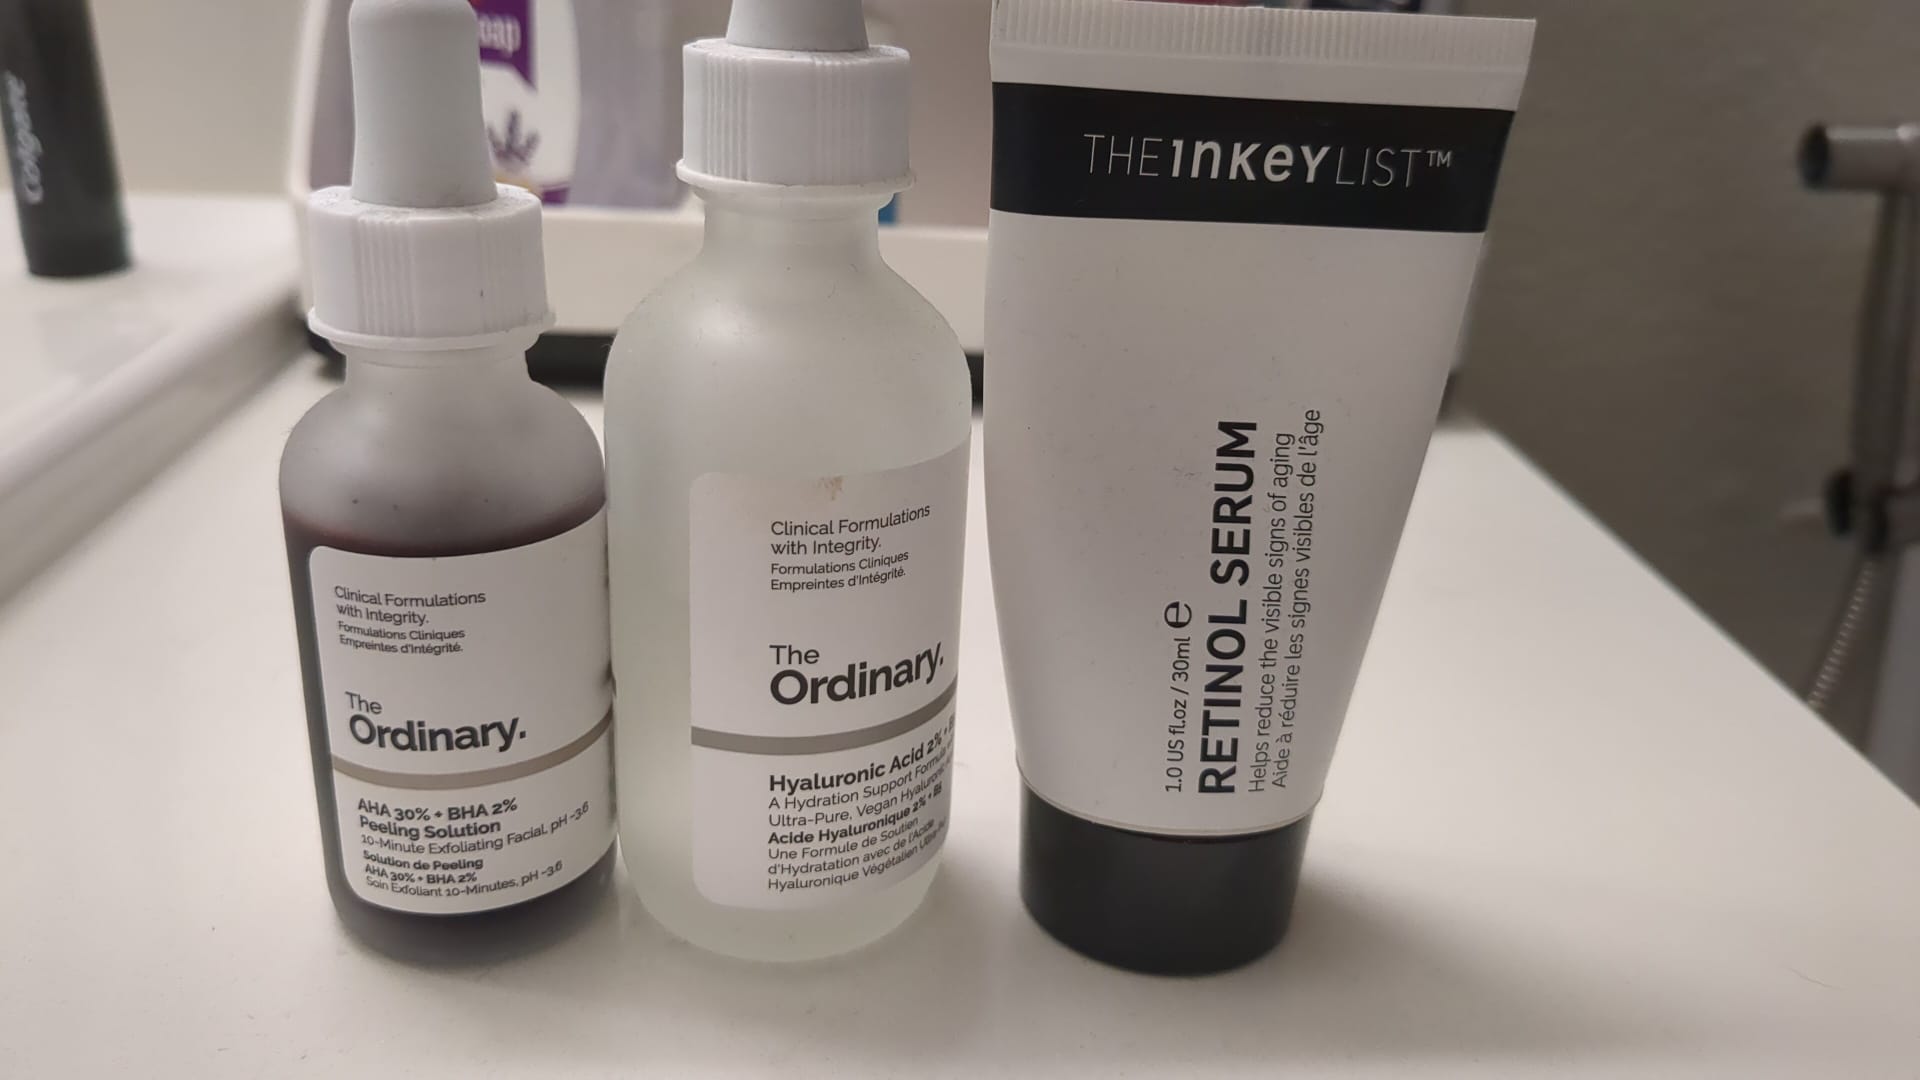 Colgate
oap
Clinical Formulations
with Integrity.
Formulations Cliniques
Empreintes d'Intégrité.
The
Ordinary.
AHA 30% + BHA 2%
Peeling Solution
10-Minute Exfoliating Facial, pH ~3.6
Solution de Peeling
AHA 30% + BHA 2%
Soin Exfoliant 10-Minutes, pH ~3.6
Clinical Formulations
with Integrity.
Formulations Cliniques
Empreintes d'Intégrité.
The
Ordinary.
Hyaluronic Acid 2% +
A Hydration Support Formula
Ultra-Pure, Vegan Hyaluronic
Acide Hyaluronique 2% + B5
Une Formule de Soutien
d'Hydratation avec de l'Acide
Hyaluronique Végétalien
THE INKEY LIST™
1.0 US fl.oz / 30ml ℮
RETINOL SERUM
Helps reduce the visible signs of aging
Aide à réduire les signes visibles de l'âge